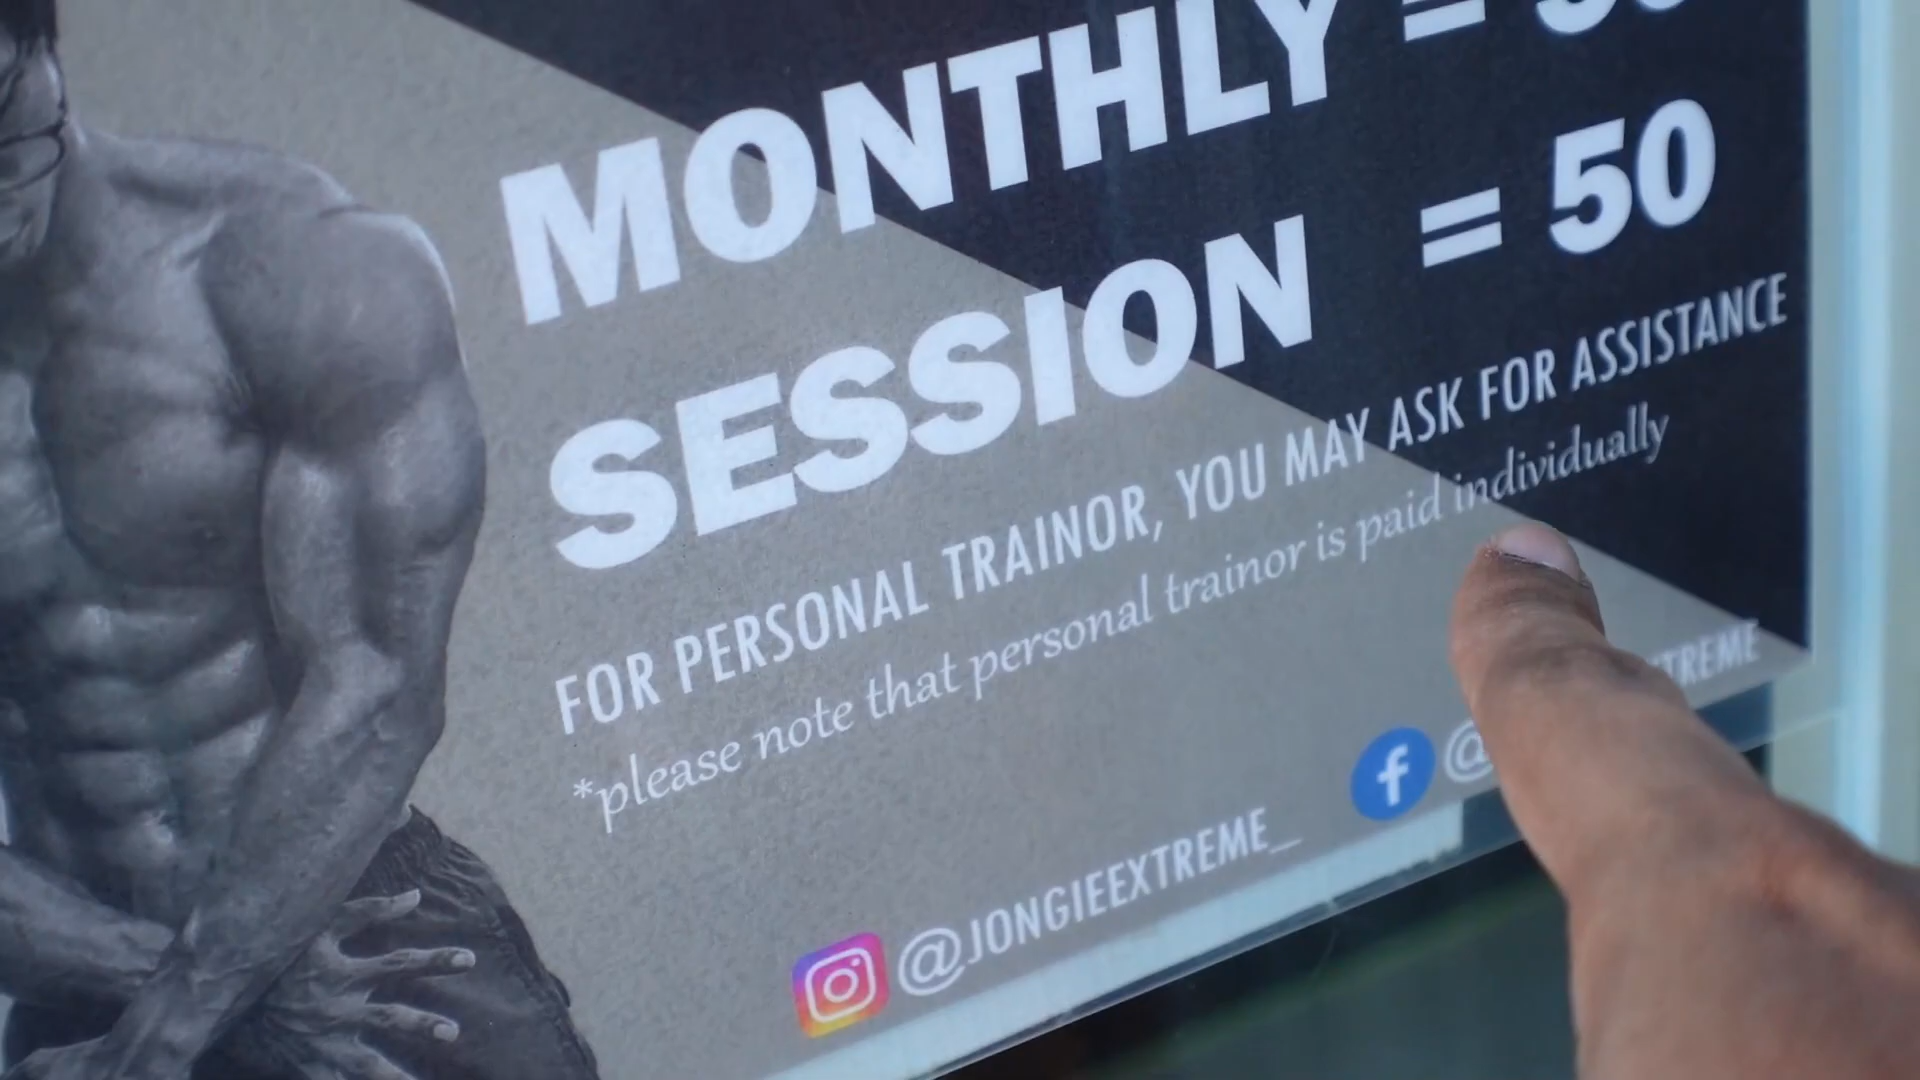 MONTHLY =
SESSION = 50
FOR PERSONAL TRAINOR, YOU MAY ASK FOR ASSISTANCE
*please note that personal trainor is paid individually
@JONGIEEXTREME_
f @